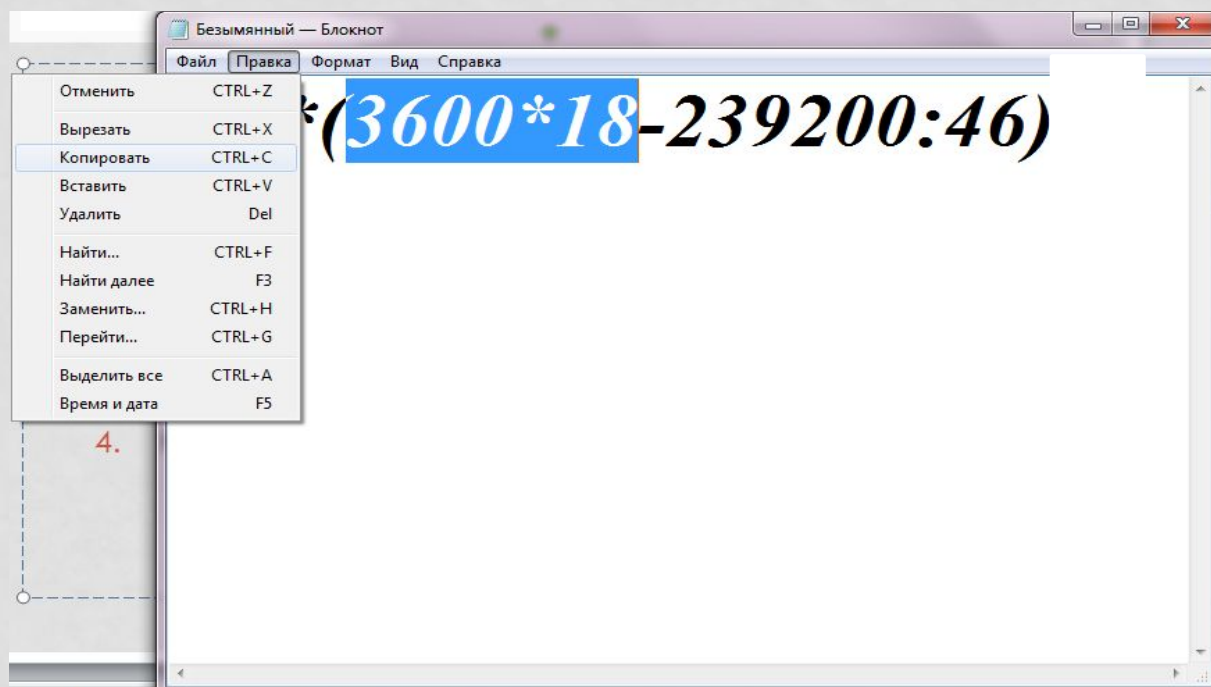 Безымянный — Блокнот
Файл Правка Формат Вид Справка
*(3600*18-239200:46)
Отменить CTRL+Z
Вырезать CTRL+X
Копировать CTRL+C
Вставить CTRL+V
Удалить Del
Найти... CTRL+F
Найти далее F3
Заменить... CTRL+H
Перейти... CTRL+G
Выделить все CTRL+A
Время и дата F5
4.